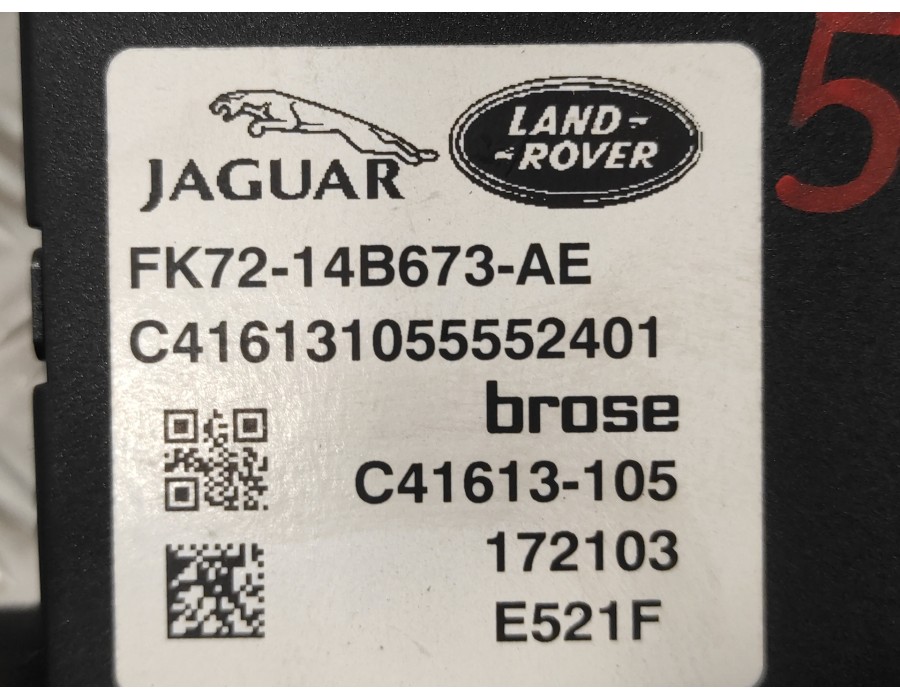 JAGUAR
LAND-
-ROVER
5
FK72-14B673-AE
C416131055552401
brose
C41613-105
172103
E521F